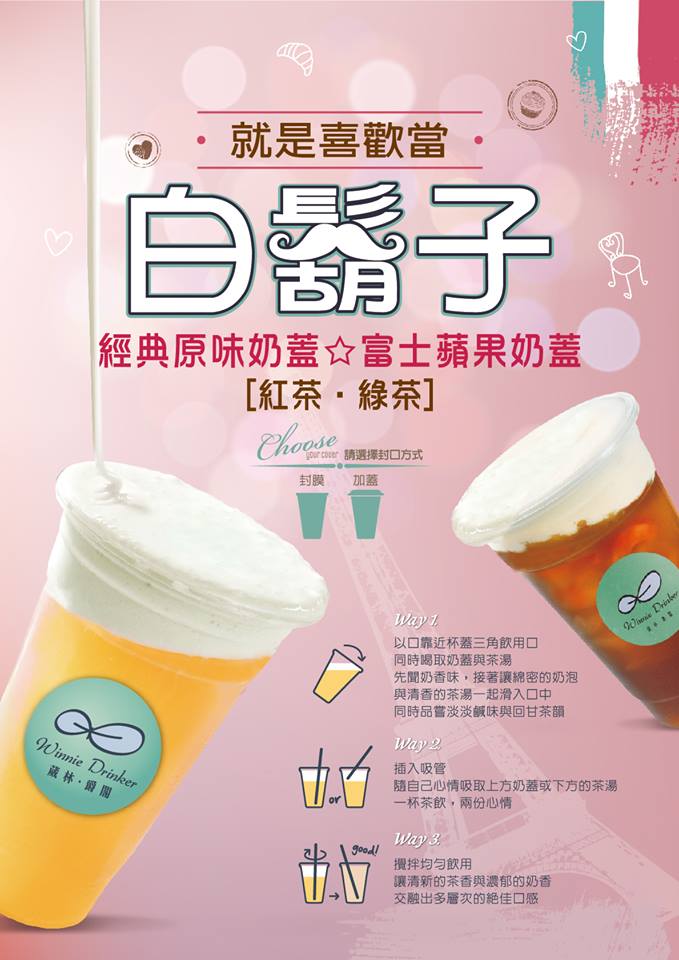 就是喜歡當
白鬍子
經典原味奶蓋☆富士蘋果奶蓋
[紅茶・綠茶]
Choose
your cover 請選擇封口方式
封膜 加蓋
Way 1.
以口靠近杯蓋三角飲用口
同時喝取奶蓋與茶湯
先聞奶香味，接著讓綿密的奶泡
與清香的茶湯一起滑入口中
同時品嘗淡淡鹹味與回甘茶韻
Way 2.
插入吸管
隨自己心情吸取上方奶蓋或下方的茶湯
一杯茶飲，兩份心情
or
Way 3.
攪拌均勻飲用
讓清新的茶香與濃郁的奶香
交融出多層次的絶佳口感
good!
Winnie Drinker
葳林・爵閣
Winnie Drinker